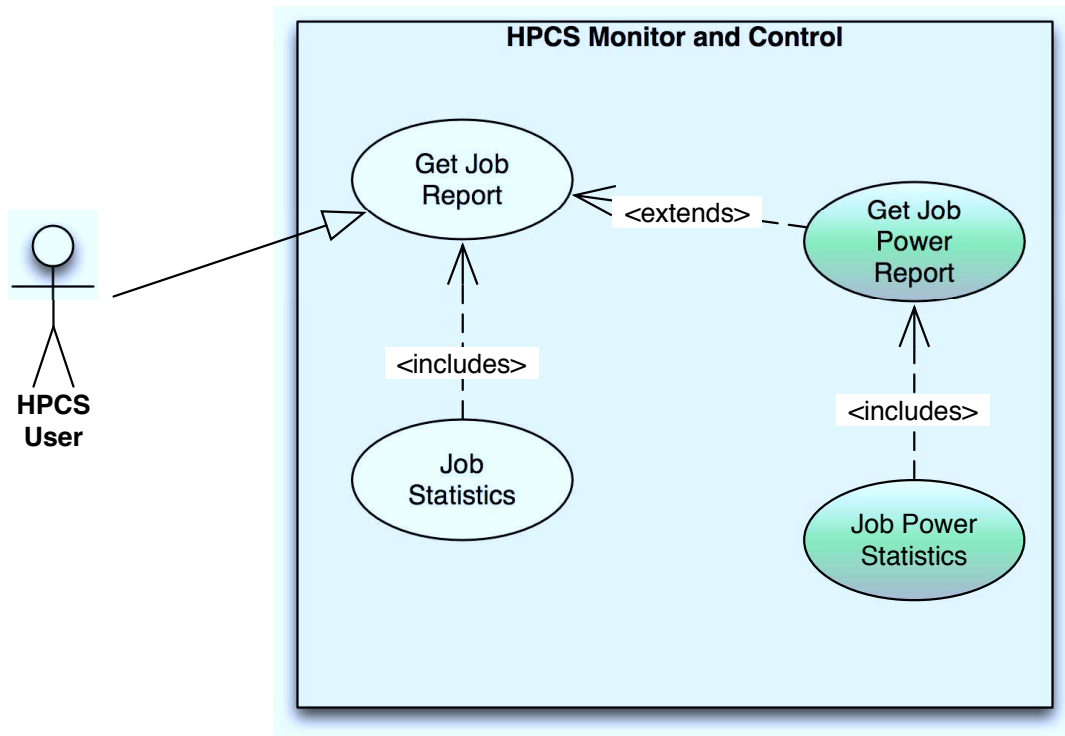 HPCS Monitor and Control
Get Job
Report
<extends>
Get Job
Power
Report
HPCS
User
<includes>
<includes>
Job
Statistics
Job Power
Statistics